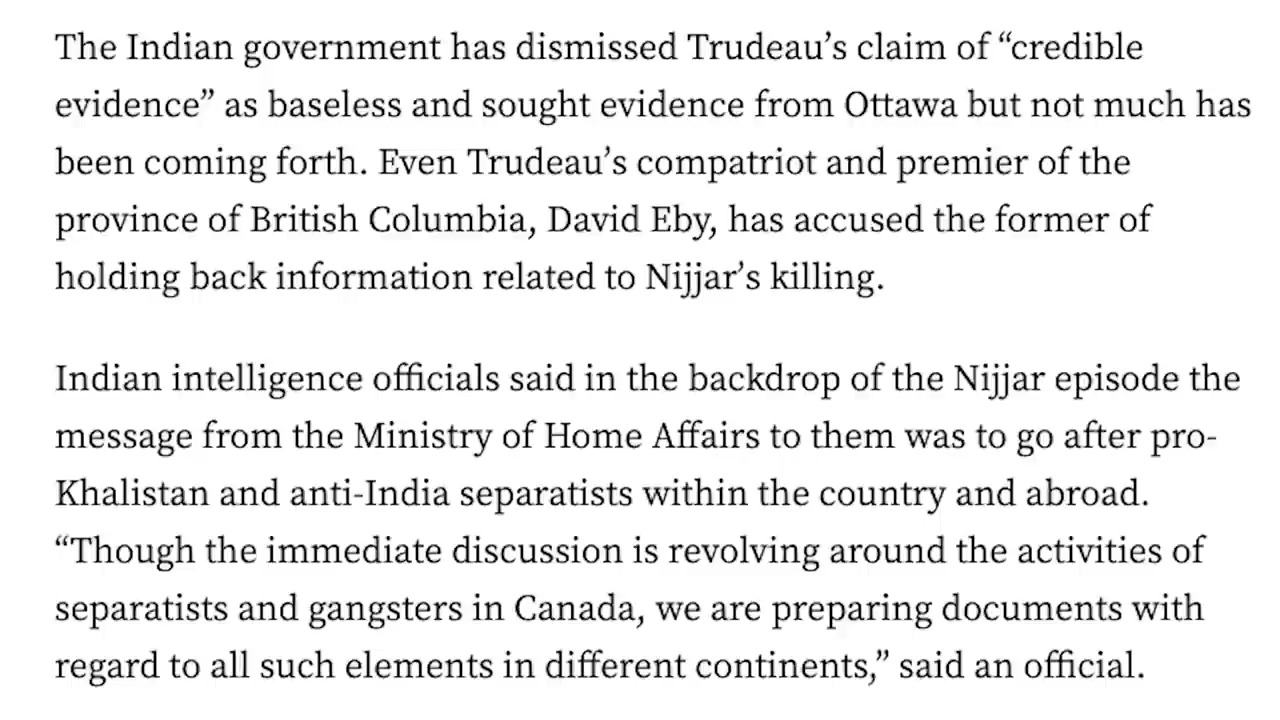 The Indian government has dismissed Trudeau’s claim of “credible
evidence” as baseless and sought evidence from Ottawa but not much has
been coming forth. Even Trudeau’s compatriot and premier of the
province of British Columbia, David Eby, has accused the former of
holding back information related to Nijjar’s killing.
Indian intelligence officials said in the backdrop of the Nijjar episode the
message from the Ministry of Home Affairs to them was to go after pro-
Khalistan and anti-India separatists within the country and abroad.
“Though the immediate discussion is revolving around the activities of
separatists and gangsters in Canada, we are preparing documents with
regard to all such elements in different continents,” said an official.